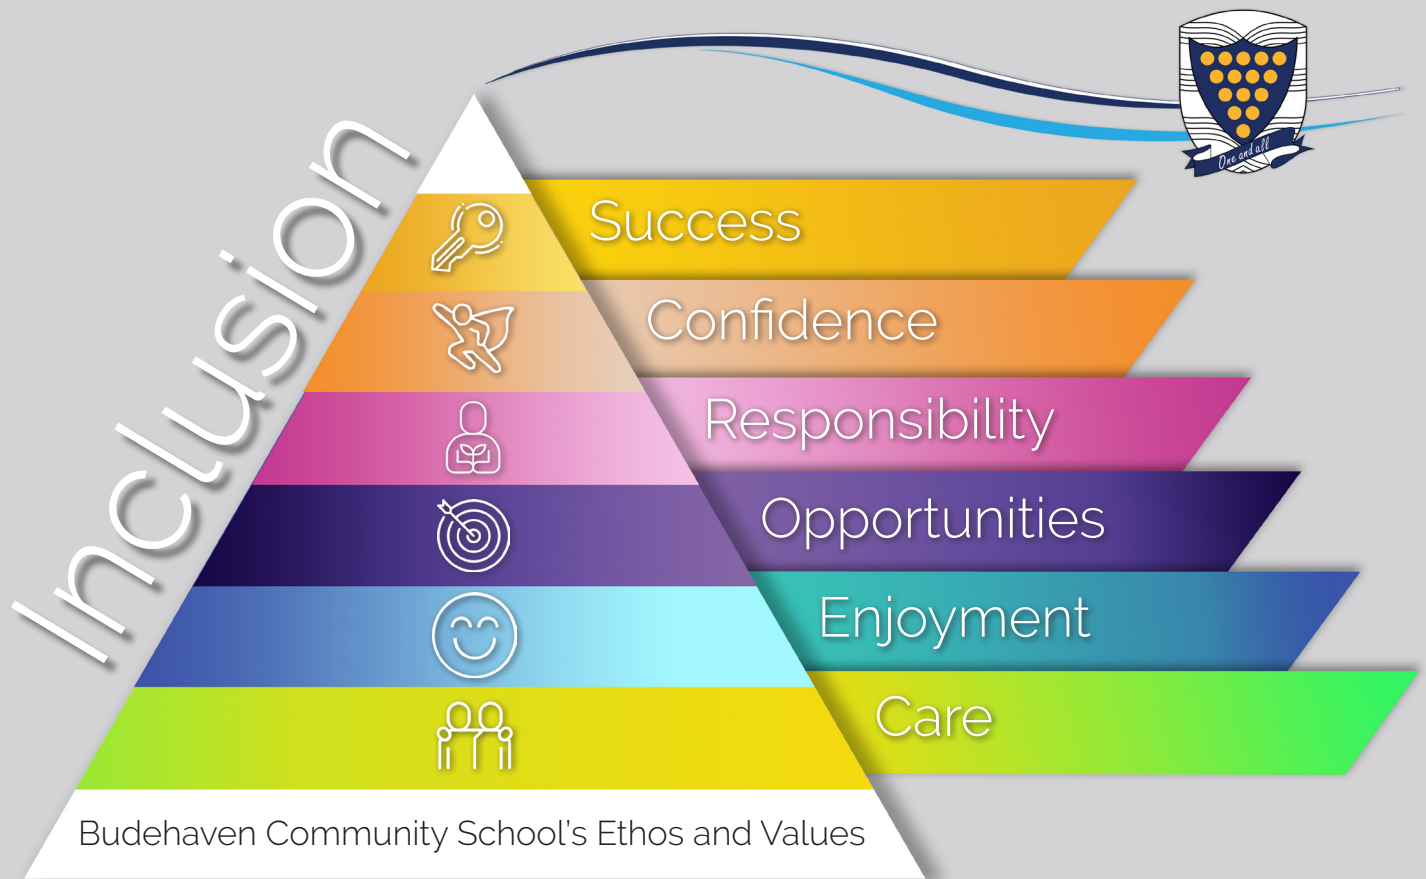 One and all
Inclusion
Success
Confidence
Responsibility
Opportunities
Enjoyment
Care
Budehaven Community School's Ethos and Values